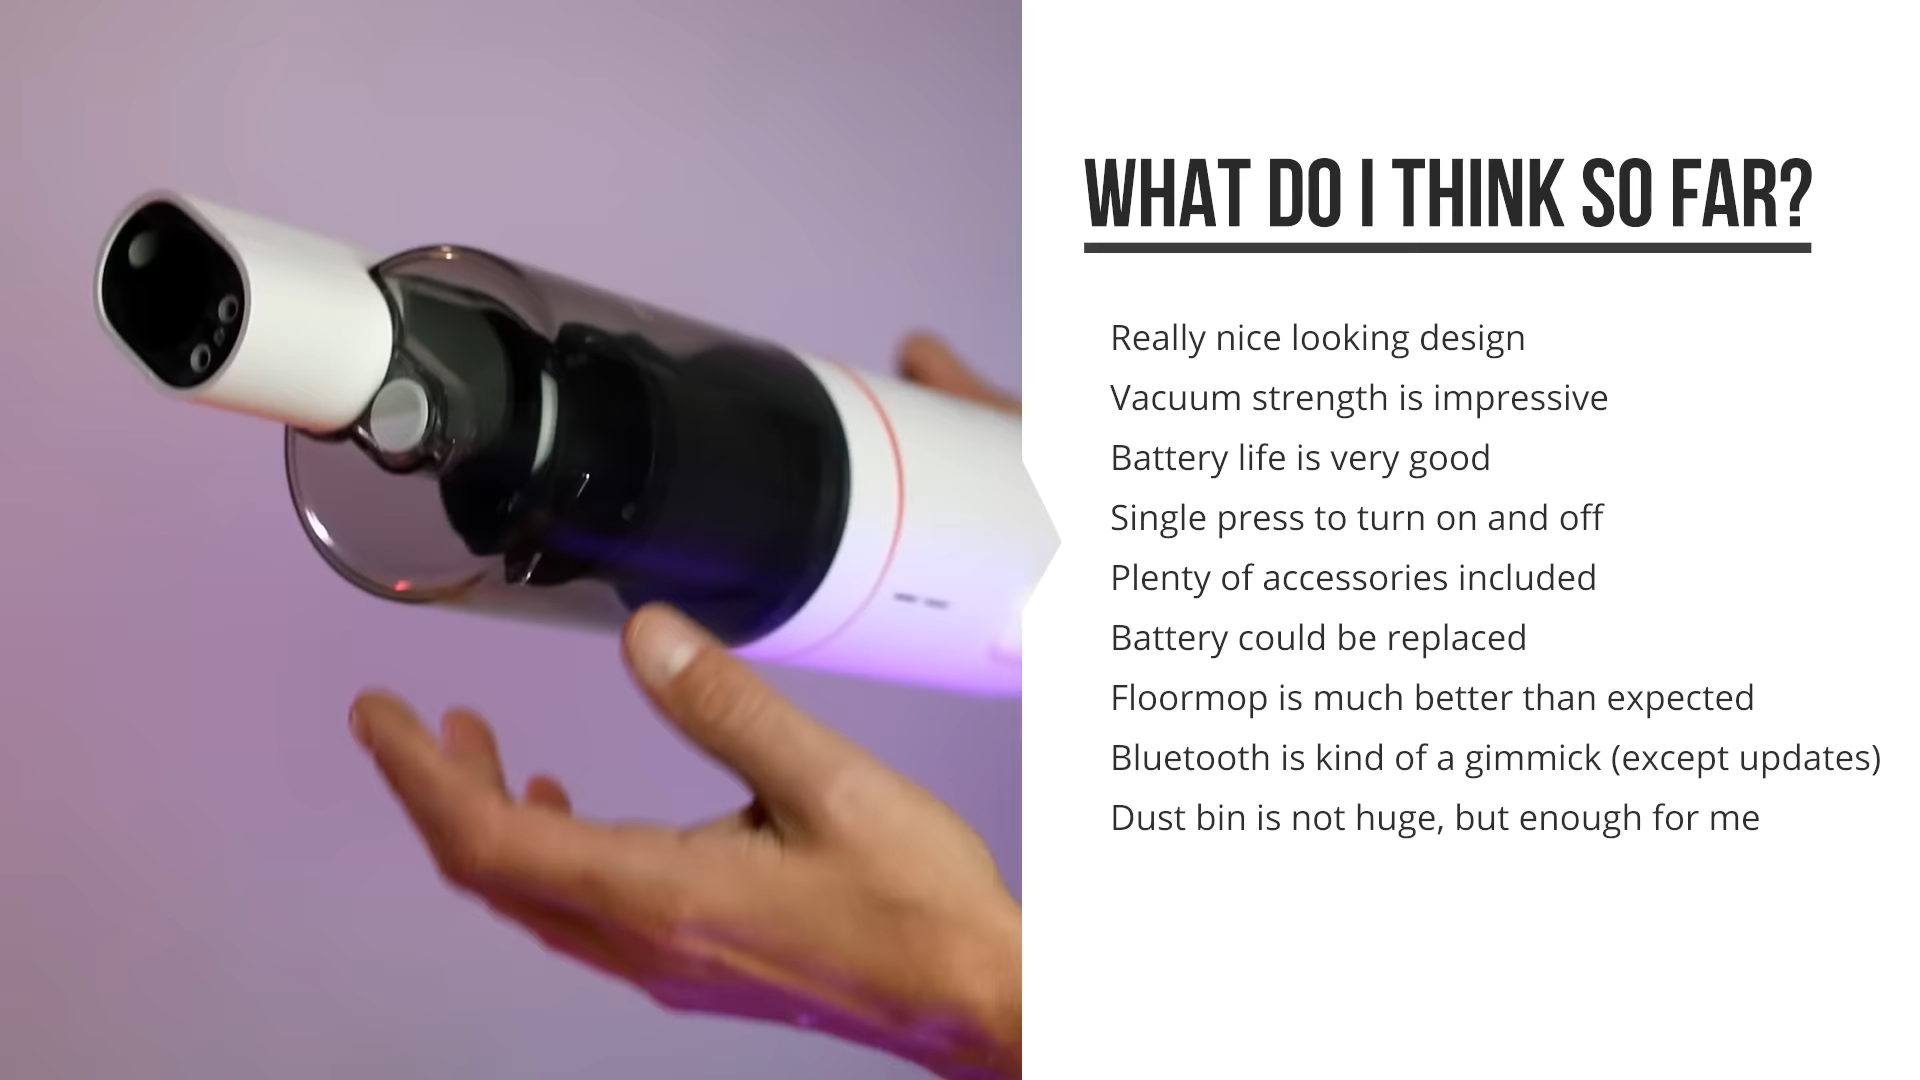 WHAT DO I THINK SO FAR?
Really nice looking design
Vacuum strength is impressive
Battery life is very good
Single press to turn on and off
Plenty of accessories included
Battery could be replaced
Floormop is much better than expected
Bluetooth is kind of a gimmick (except updates)
Dust bin is not huge, but enough for me